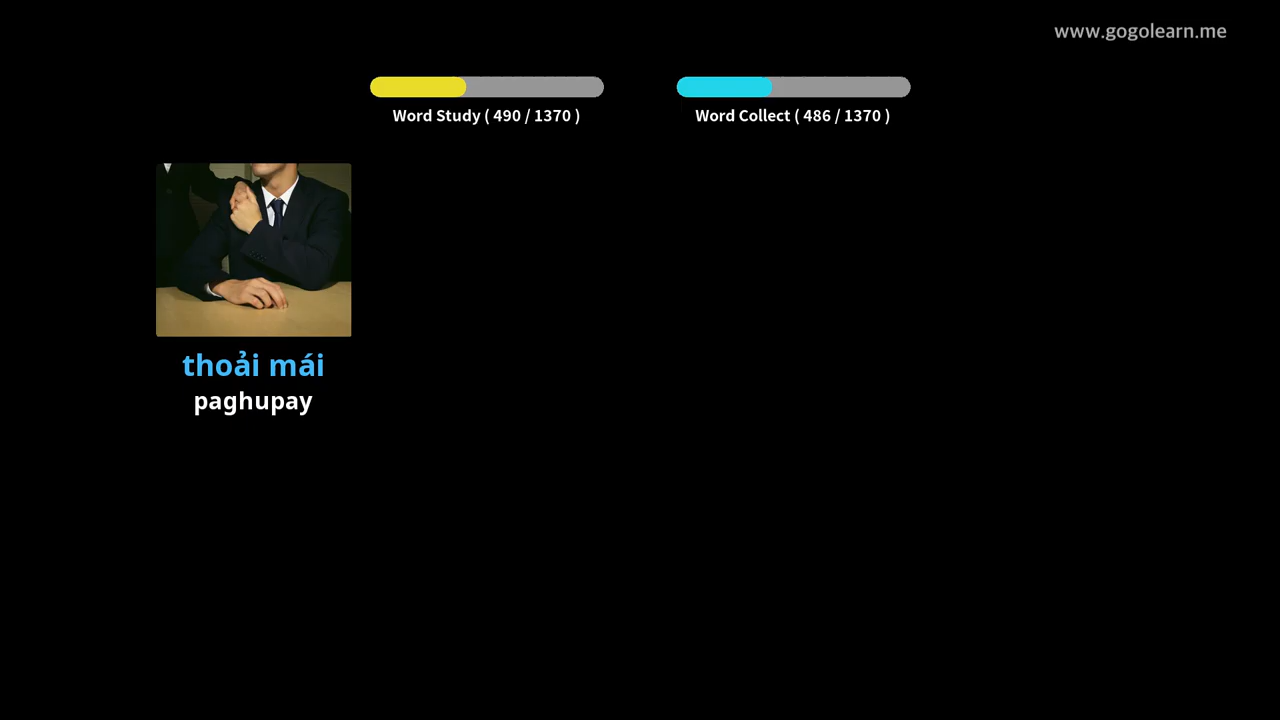 www.gogolearn.me
Word Study ( 490 / 1370 )
Word Collect ( 486 / 1370 )
thoải mái
paghupay